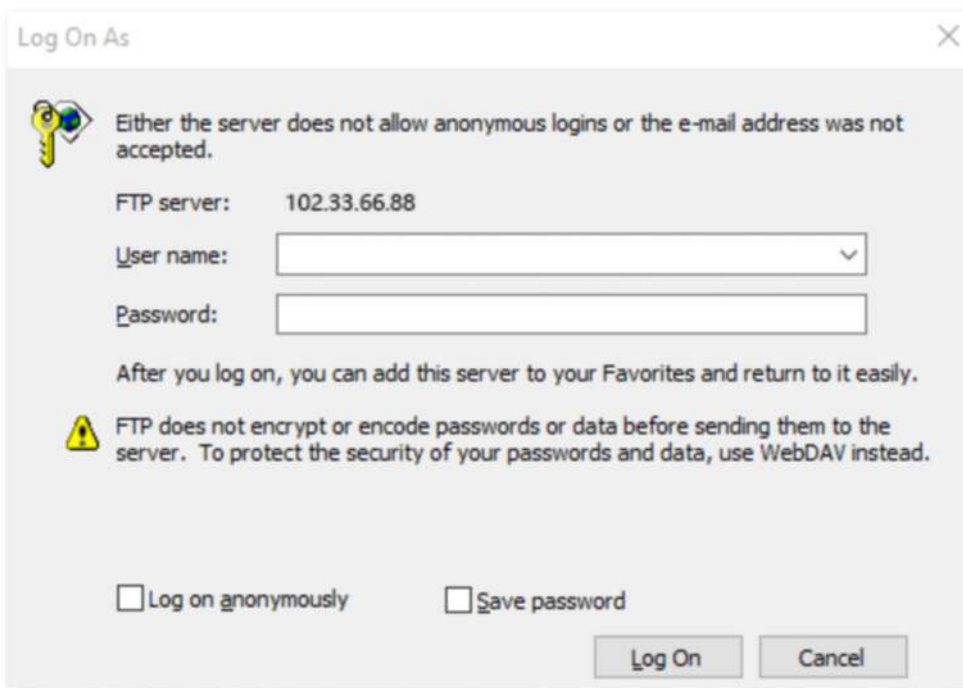 Log On As
Either the server does not allow anonymous logins or the e-mail address was not
accepted.
FTP server: 102.33.66.88
User name:
Password:
After you log on, you can add this server to your Favorites and return to it easily.
FTP does not encrypt or encode passwords or data before sending them to the
server. To protect the security of your passwords and data, use WebDAV instead.
Log on anonymously Save password
Log On Cancel